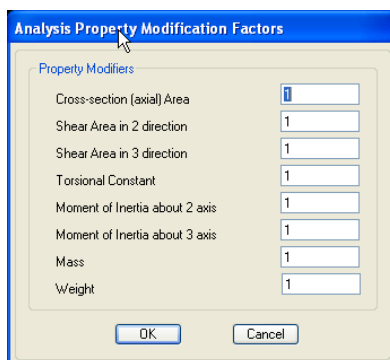 Analysis Property Modification Factors
Property Modifiers
Cross-section (axial) Area 1
Shear Area in 2 direction 1
Shear Area in 3 direction 1
Torsional Constant 1
Moment of Inertia about 2 axis 1
Moment of Inertia about 3 axis 1
Mass 1
Weight 1
OK Cancel